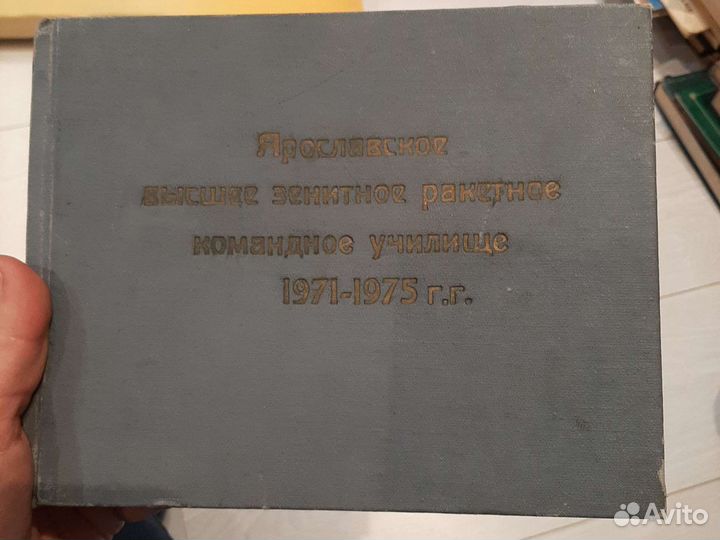 Ярославское
высшее зенитное ракетное
командное училище
1971-1975 г.г.
Avito